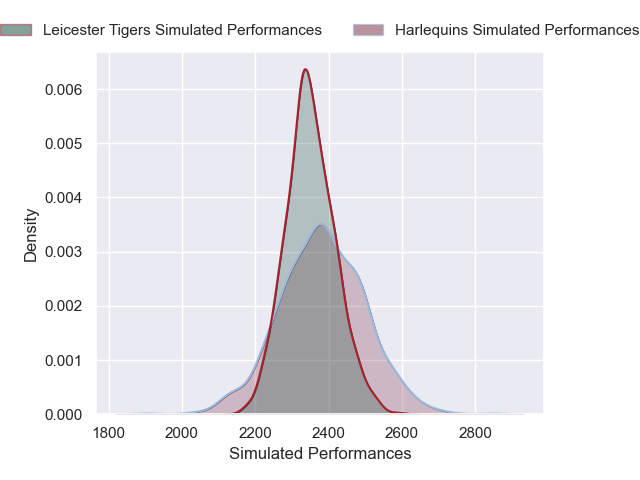 Leicester Tigers Simulated Performances Harlequins Simulated Performances
0.006
0.005
0.004
0.003
0.002
0.001
0.000
Density
1800 2000 2200 2400 2600 2800
Simulated Performances